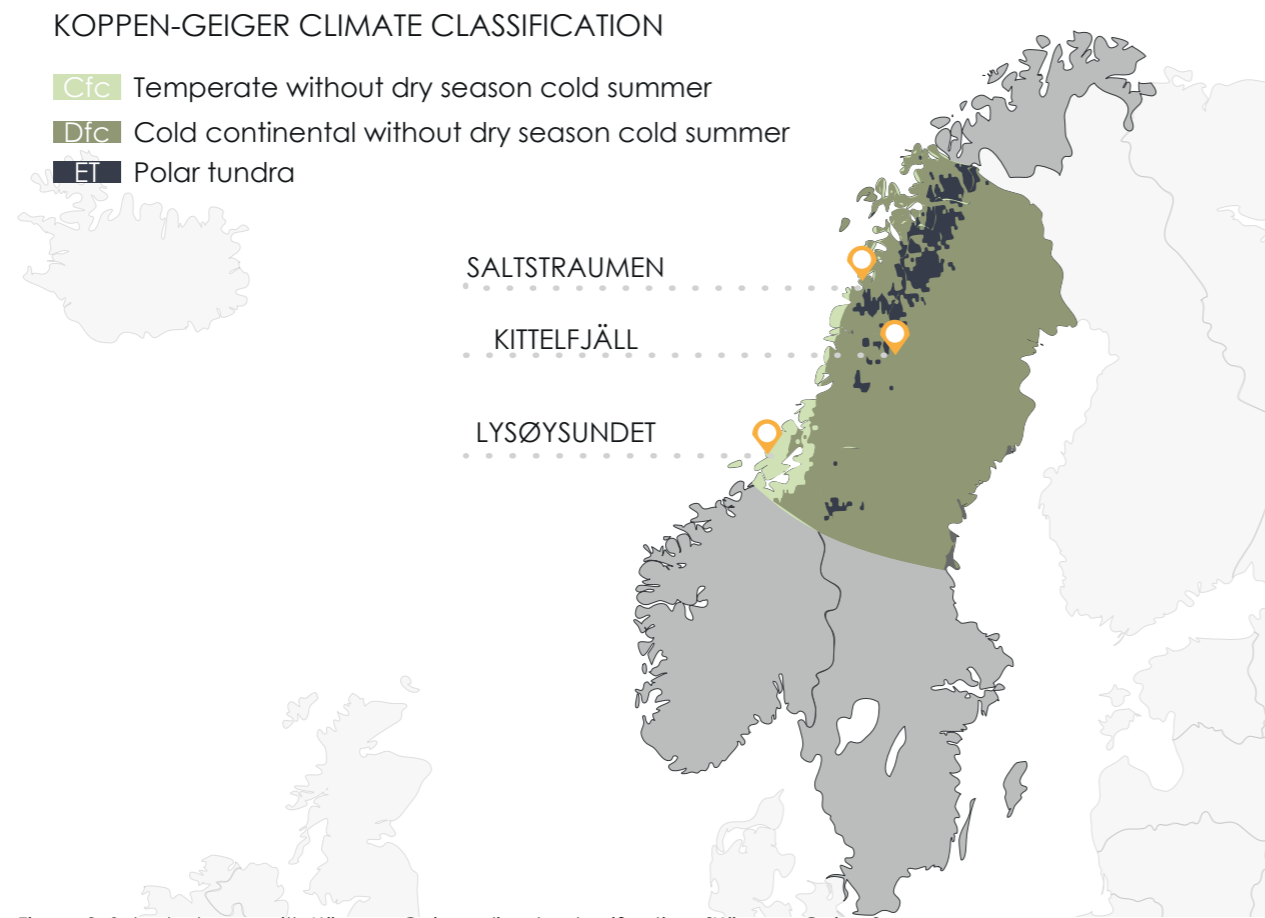 KOPPEN-GEIGER CLIMATE CLASSIFICATION
Cfc Temperate without dry season cold summer
Dfc Cold continental without dry season cold summer
ET Polar tundra
SALTSTRAUMEN
KITTELFJÄLL
LYSØYSUNDET